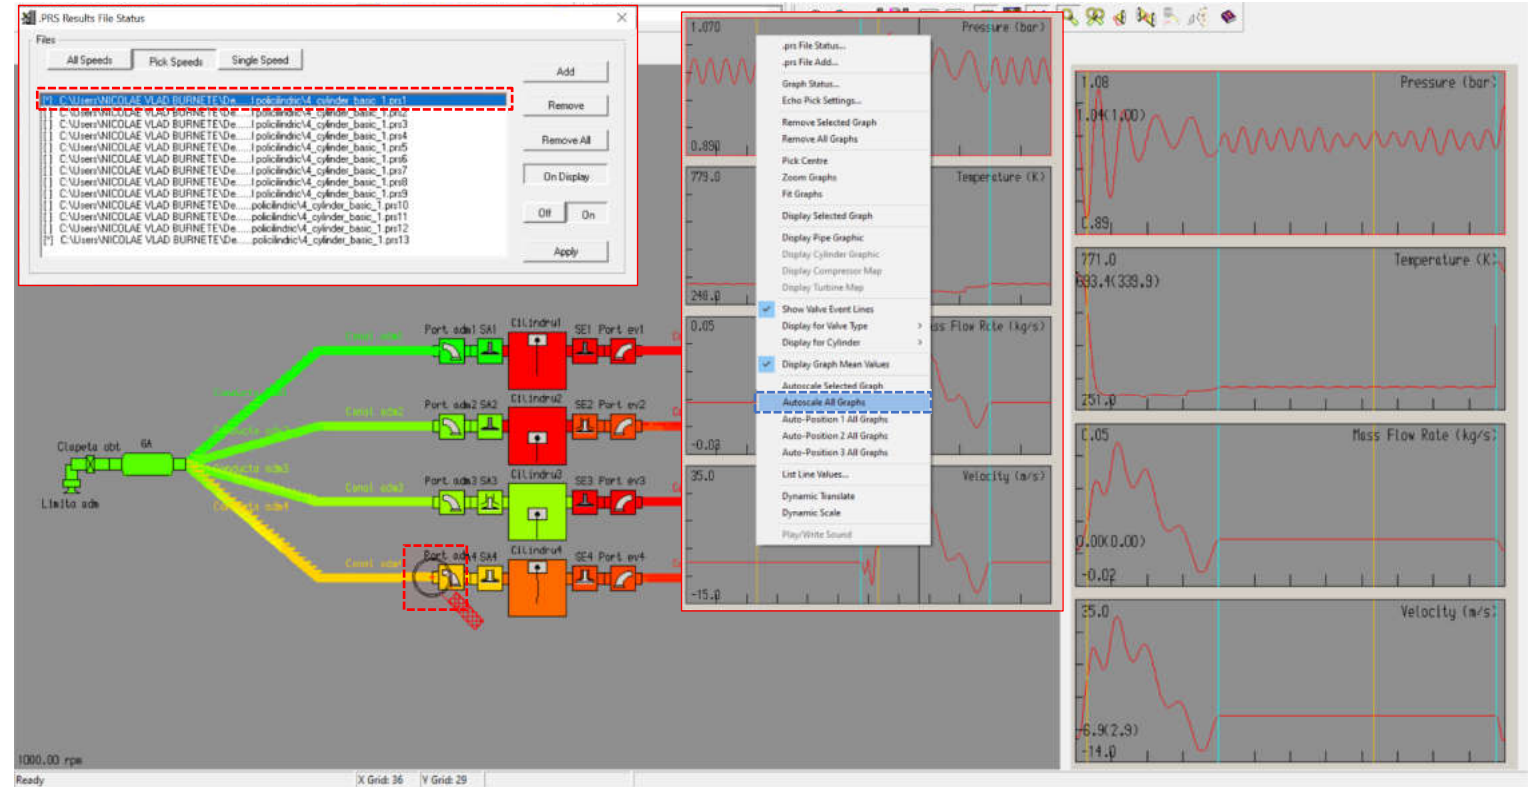 .PRS Results File Status
Files
All Speeds
Pick Speeds
Single Speed
[*] C:\Users\NICOLAE VLAD BURNETE\De......l policilindric\4_cylinder_basic_1.prs1
[ ] C:\Users\NICOLAE VLAD BURNETE\De......l policilindric\4_cylinder_basic_1.prs2
[ ] C:\Users\NICOLAE VLAD BURNETE\De......l policilindric\4_cylinder_basic_1.prs3
[ ] C:\Users\NICOLAE VLAD BURNETE\De......l policilindric\4_cylinder_basic_1.prs4
[ ] C:\Users\NICOLAE VLAD BURNETE\De......l policilindric\4_cylinder_basic_1.prs5
[ ] C:\Users\NICOLAE VLAD BURNETE\De......l policilindric\4_cylinder_basic_1.prs6
[ ] C:\Users\NICOLAE VLAD BURNETE\De......l policilindric\4_cylinder_basic_1.prs7
[ ] C:\Users\NICOLAE VLAD BURNETE\De......l policilindric\4_cylinder_basic_1.prs8
[ ] C:\Users\NICOLAE VLAD BURNETE\De......l policilindric\4_cylinder_basic_1.prs9
[ ] C:\Users\NICOLAE VLAD BURNETE\De......policilindric\4_cylinder_basic_1.prs10
[ ] C:\Users\NICOLAE VLAD BURNETE\De......policilindric\4_cylinder_basic_1.prs11
[ ] C:\Users\NICOLAE VLAD BURNETE\De......policilindric\4_cylinder_basic_1.prs12
[*] C:\Users\NICOLAE VLAD BURNETE\De......policilindric\4_cylinder_basic_1.prs13
Add
Remove
Remove All
On Display
Off
On
Apply
Port adm1 SA1
Cilindru1
SE1 Port ev1
Canal adm2
Port adm2 SA2
Cilindru2
SE2 Port ev2
Clapeta obt
GA
Limita adm
Conducta adm3
Canal adm3
Port adm3 SA3
Cilindru3
SE3 Port ev3
Conducta adm4
Canal adm4
Port adm4 SA4
Cilindru4
SE4 Port ev4
1000.00 rpm
Ready
X Grid: 36
Y Grid: 29
1.070
Pressure (bar)
0.890
779.0
Temperature (K)
248.0
0.05
Mass Flow Rate (kg/s)
-0.02
35.0
Velocity (m/s)
-15.0
.prs File Status...
.prs File Add...
Graph Status...
Echo Pick Settings...
Remove Selected Graph
Remove All Graphs
Pick Centre
Zoom Graphs
Fit Graphs
Display Selected Graph
Display Pipe Graphic
Display Cylinder Graphic
Display Compressor Map
Display Turbine Map
Show Valve Event Lines
Display for Valve Type
Display for Cylinder
Display Graph Mean Values
Autoscale Selected Graph
Autoscale All Graphs
Auto-Position 1 All Graphs
Auto-Position 2 All Graphs
Auto-Position 3 All Graphs
List Line Values...
Dynamic Translate
Dynamic Scale
Play/Write Sound
1.08
Pressure (bar)
1.04(1.00)
0.89
771.0
Temperature (K)
683.4(339.9)
251.0
0.05
Mass Flow Rate (kg/s)
0.00(0.00)
-0.02
35.0
Velocity (m/s)
-6.9(2.9)
-14.0